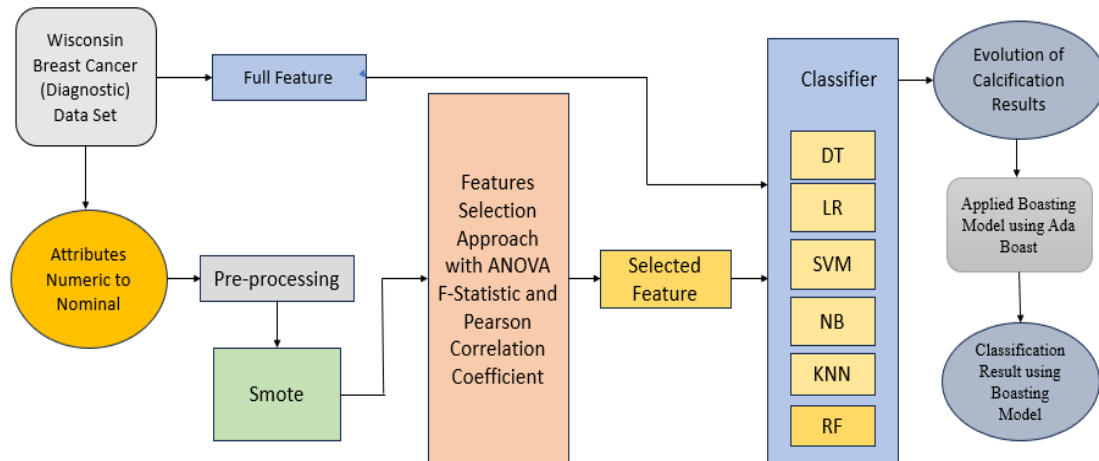 Wisconsin
Breast Cancer
(Diagnostic)
Data Set
Full Feature
Classifier
Evolution of
Calcification
Results
Attributes
Numeric to
Nominal
Pre-processing
Smote
Features
Selection
Approach
with ANOVA
F-Statistic and
Pearson
Correlation
Coefficient
Selected
Feature
DT
LR
SVM
NB
KNN
RF
Applied Boasting
Model using Ada
Boast
Classification
Result using
Boasting
Model